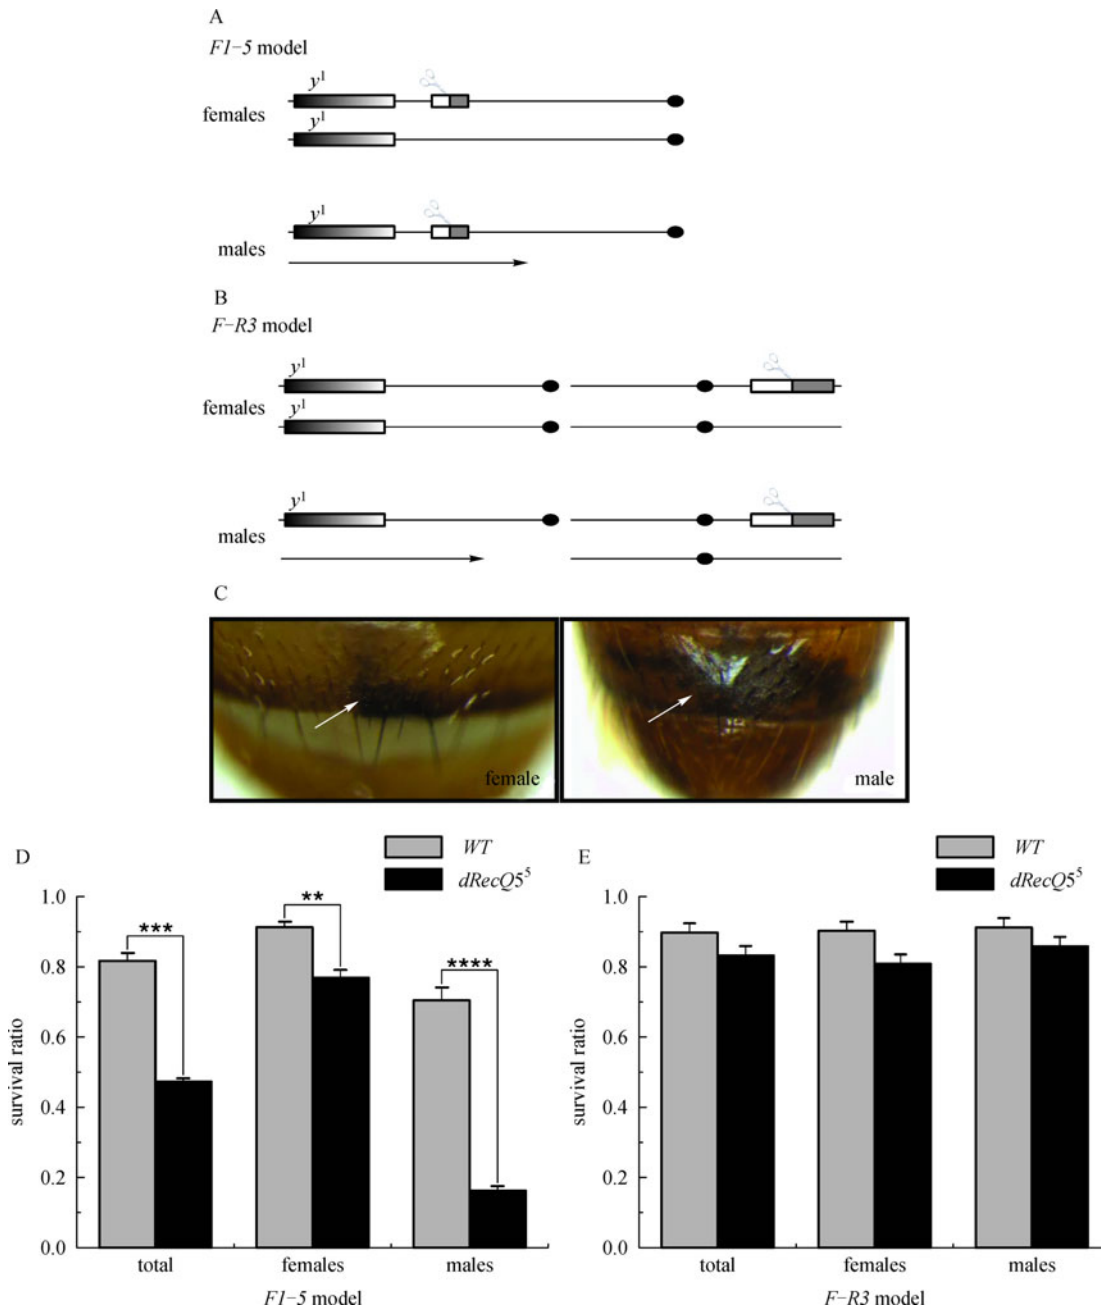 A
F1–5 model
y¹
females
y¹
y¹
males
B
F–R3 model
y¹
females
y¹
y¹
males
C
female
male
D
WT
dRecQ5⁵
survival ratio
1.0
0.8
0.6
0.4
0.2
0.0
***
**
****
total
females
males
F1–5 model
E
WT
dRecQ5⁵
survival ratio
1.0
0.8
0.6
0.4
0.2
0.0
total
females
males
F–R3 model